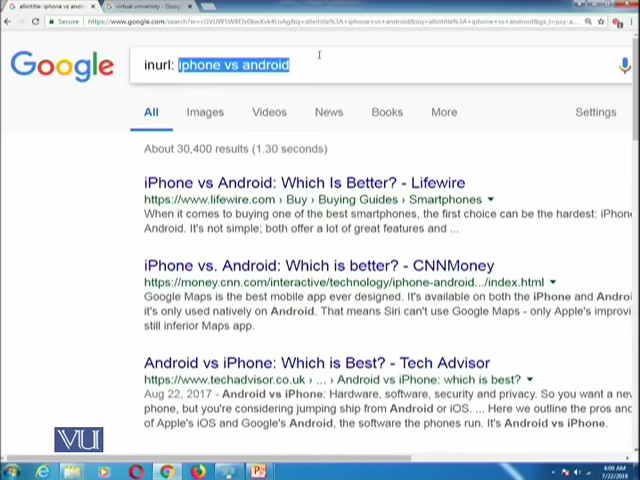 allintitle: iphone vs andro
virtual university - Goog
Secure
Google
inurl: iphone vs android
All
Images
Videos
News
Books
More
Settings
About 30,400 results (1.30 seconds)
iPhone vs Android: Which Is Better? - Lifewire
https://www.lifewire.com › Buy › Buying Guides › Smartphones
When it comes to buying one of the best smartphones, the first choice can be the hardest: iPhon
Android. It's not simple; both offer a lot of great features and ...
iPhone vs. Android: Which is better? - CNNMoney
https://money.cnn.com/interactive/technology/iphone-android.../index.html
Google Maps is the best mobile app ever designed. It's available on both the iPhone and Andro
it's only used natively on Android. That means Siri can't use Google Maps - only Apple's improvi
still inferior Maps app.
Android vs iPhone: Which is Best? - Tech Advisor
https://www.techadvisor.co.uk › ... › Android vs iPhone: which is best?
Aug 22, 2017 - Android vs iPhone: Hardware, software, security and privacy. So you want a new
phone, but you're considering jumping ship from Android or iOS. ... Here we outline the pros and
of Apple's iOS and Google's Android, the software the phones run. It's Android vs iPhone.
VU
4:09 AM
7/22/2018